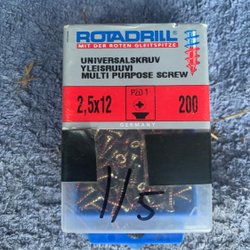 ROTADRILL
MIT DER ROTEN GLEITSPITZE
UNIVERSALSKRUV
YLEISRUUVI
MULTI PURPOSE SCREW
PZD 1
2,5x12 200
GERMANY
1/5